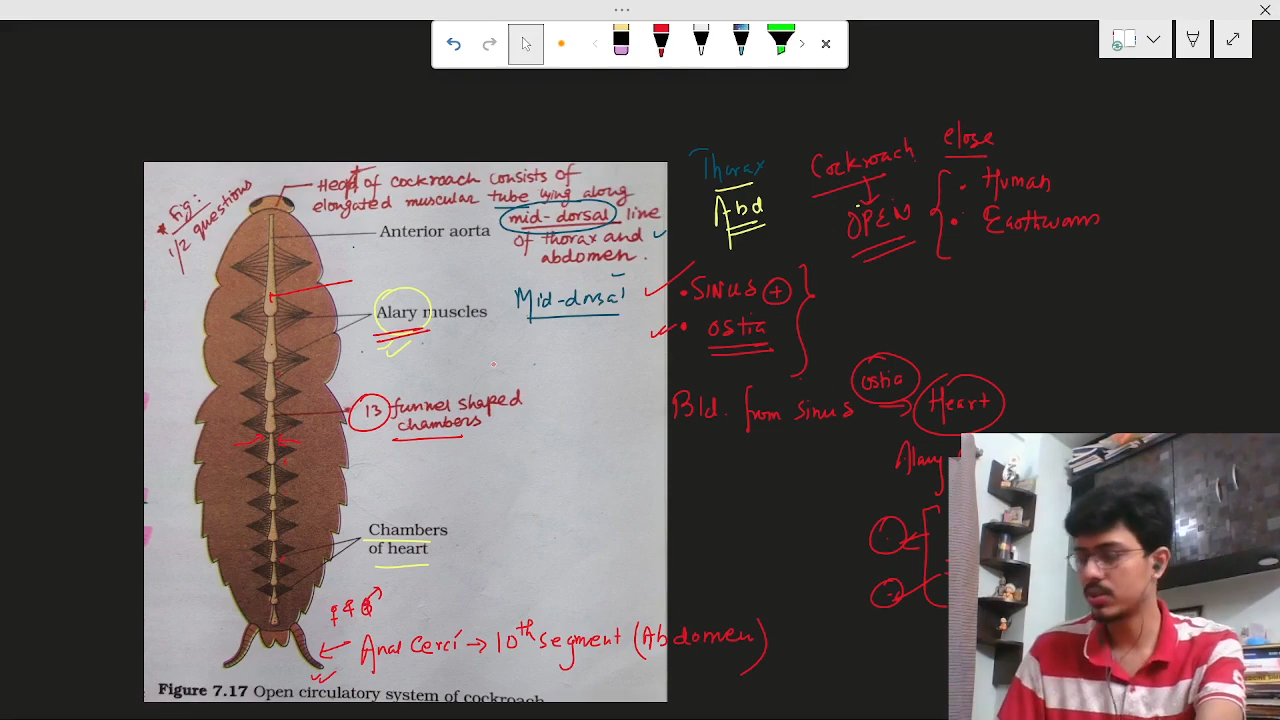 * Fig:
1/2 questions
Heart of cockroach consists of
elongated muscular tube lying along
mid-dorsal line
of thorax and
abdomen.
Anterior aorta
Mid-dorsal
Alary muscles
13 funnel shaped
chambers
Chambers
of heart
Anal Cerci → 10th segment (Abdomen)
Figure 7.17 Open circulatory system of cockroach
Thorax
Abd
Cockroach
OPEN
close
• Human
• Earthworm
• Sinus +
• ostia
Bld. from sinus
ostia
→ Heart
Alary